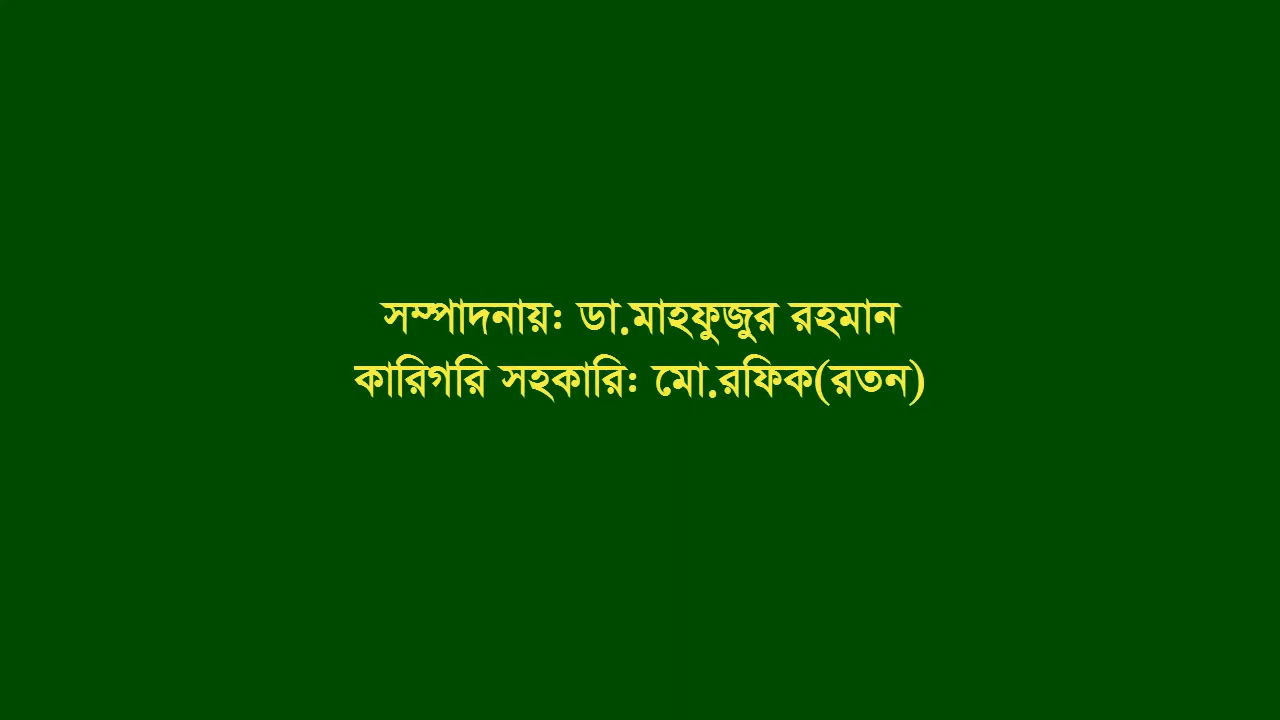 সম্পাদনায়ঃ ডা.মাহফুজুর রহমান
কারিগরি সহকারিঃ মো.রফিক(রতন)